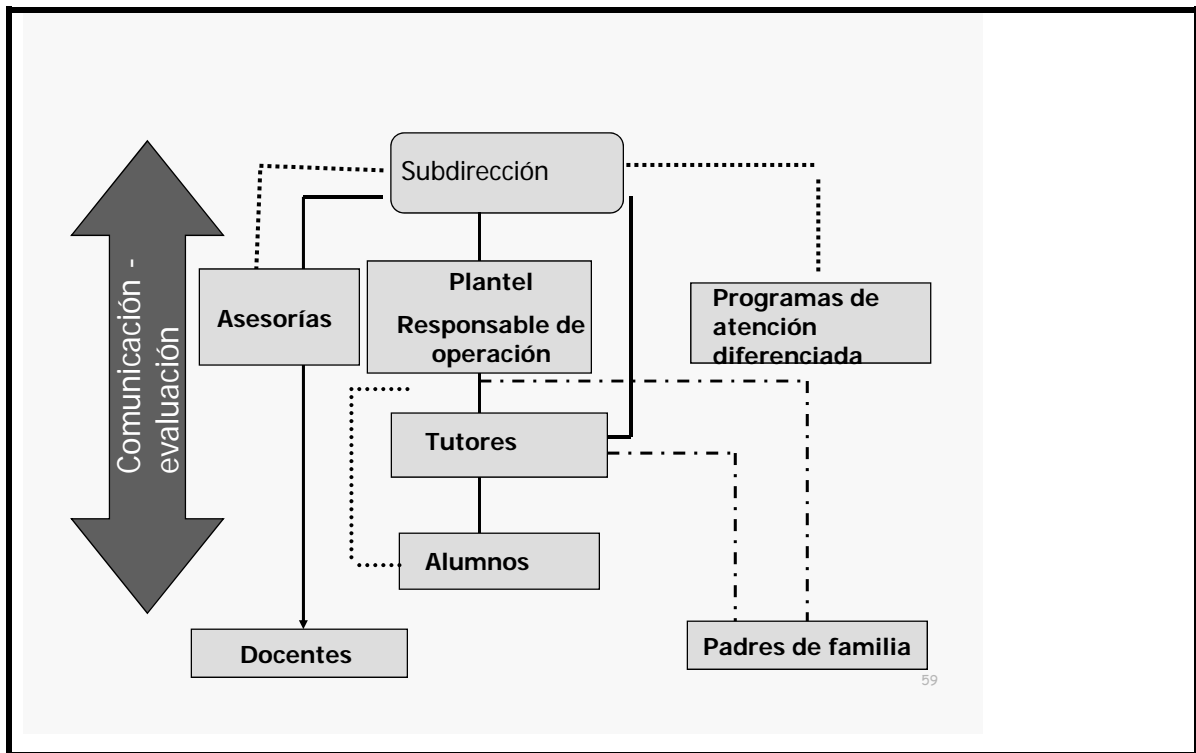 Subdirección
Comunicación -
evaluación
Asesorías
Plantel
Responsable de
operación
Programas de
atención
diferenciada
Tutores
Alumnos
Docentes
Padres de familia
59